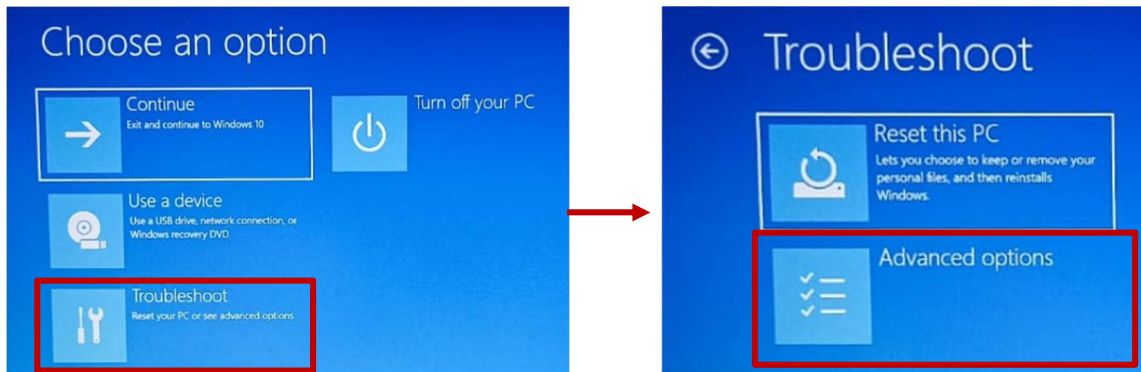 Choose an option
Continue
Exit and continue to Windows 10
Turn off your PC
Use a device
Use a USB drive, network connection, or
Windows recovery DVD
Troubleshoot
Reset your PC or see advanced options
Troubleshoot
Reset this PC
Lets you choose to keep or remove your
personal files, and then reinstalls
Windows.
Advanced options